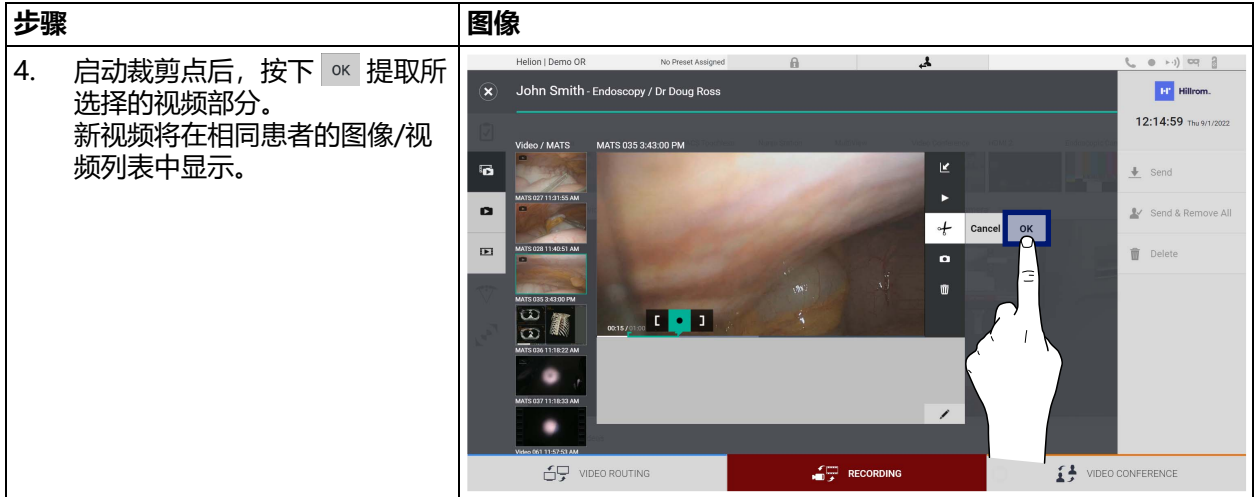 步骤
图像
4. 启动裁剪点后，按下 OK 提取所
选择的视频部分。
新视频将在相同患者的图像/视
频列表中显示。
Helion | Demo OR
No Preset Assigned
John Smith - Endoscopy / Dr Doug Ross
Hillrom.
12:14:59 Thu 9/1/2022
Video / MATS
MATS 035 3:43:00 PM
MATS 027 11:31:55 AM
MATS 028 11:40:51 AM
MATS 035 3:43:00 PM
MATS 036 11:18:22 AM
MATS 037 11:18:33 AM
Video 061 11:57:53 AM
Cancel
OK
00:15 / 01:00
[ ]
Send
Send & Remove All
Delete
VIDEO ROUTING
RECORDING
VIDEO CONFERENCE